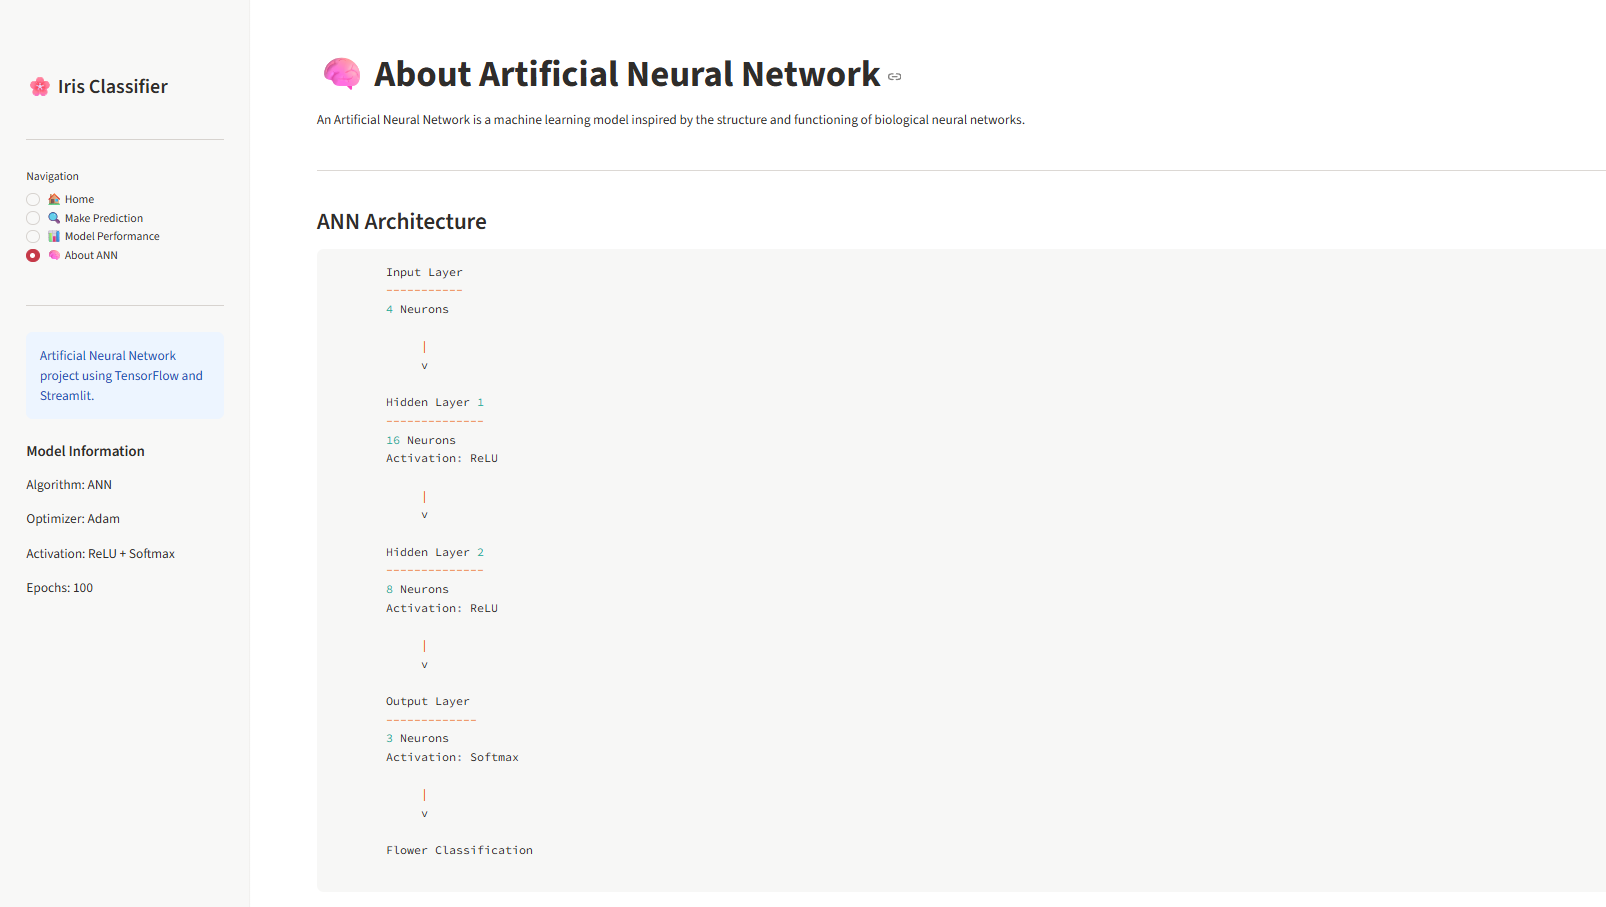 🌸 Iris Classifier
Navigation
🏠 Home
🔍 Make Prediction
📊 Model Performance
🧠 About ANN
Artificial Neural Network
project using TensorFlow and
Streamlit.
Model Information
Algorithm: ANN
Optimizer: Adam
Activation: ReLU + Softmax
Epochs: 100
🧠 About Artificial Neural Network
An Artificial Neural Network is a machine learning model inspired by the structure and functioning of biological neural networks.
ANN Architecture
Input Layer
-----------
4 Neurons
|
v
Hidden Layer 1
--------------
16 Neurons
Activation: ReLU
|
v
Hidden Layer 2
--------------
8 Neurons
Activation: ReLU
|
v
Output Layer
-------------
3 Neurons
Activation: Softmax
|
v
Flower Classification